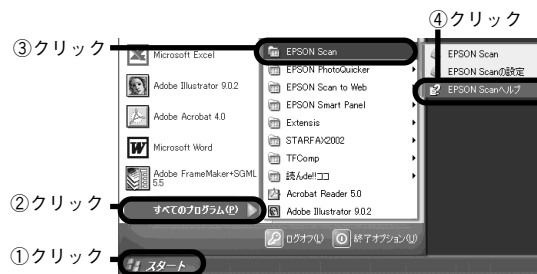 ④クリック
③クリック
Microsoft Excel
Adobe Illustrator 9.0.2
Adobe Acrobat 4.0
Microsoft Word
Adobe FrameMaker+SGML
5.5
②クリック
すべてのプログラム(P)
①クリック
スタート
EPSON Scan
EPSON PhotoQuicker
EPSON Scan to Web
EPSON Smart Panel
Extensis
STARFAX2002
TFComp
読んde!!ココ
Acrobat Reader 5.0
Adobe Illustrator 9.0.2
ログオフ(L)
終了オプション(U)
EPSON Scan
EPSON Scanの設定
EPSON Scanヘルプ